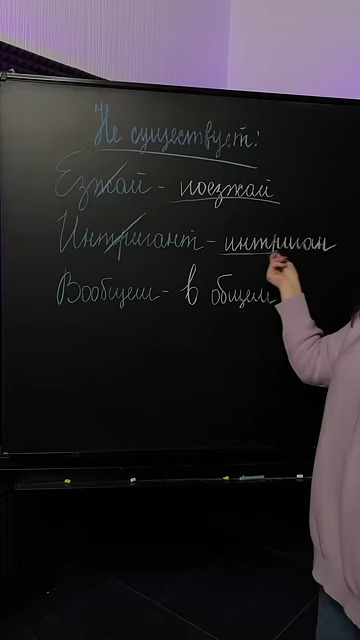 Не существует:
Езжай - поезжай
Интригант - интриган
Вообщем - в общем